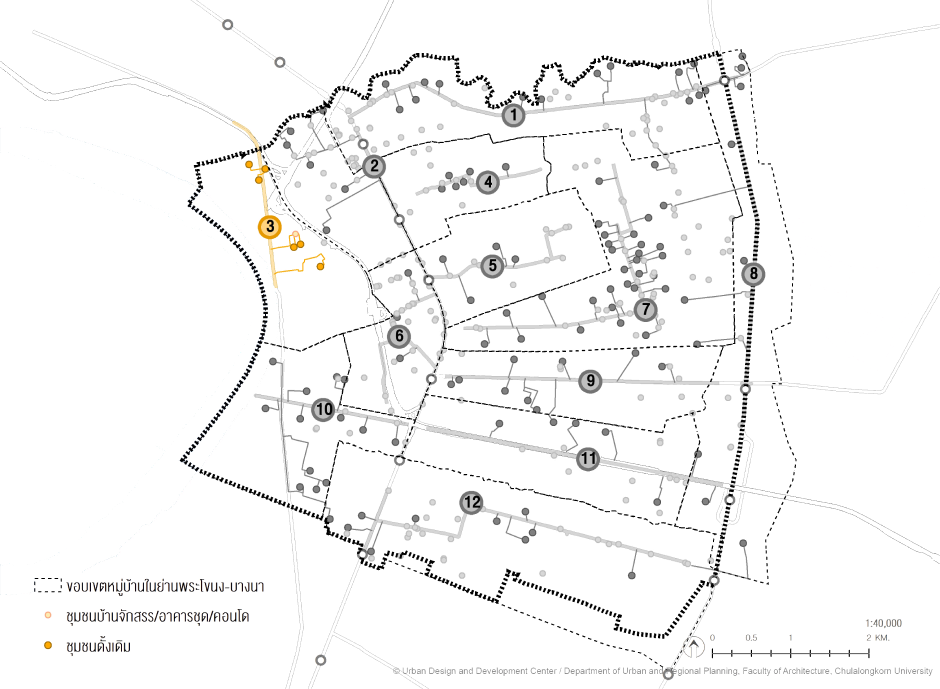 1
2
3
4
5
6
7
8
9
10
11
12
ขอบเขตหมู่บ้านในย่านพระโขนง-บางนา
ชุมชนบ้านจักสรร/อาคารชุด/คอนโด
ชุมชนดั้งเดิม
1:40,000
0 0.5 1 2 KM.
© Urban Design and Development Center / Department of Urban and Regional Planning, Faculty of Architecture, Chulalongkorn University